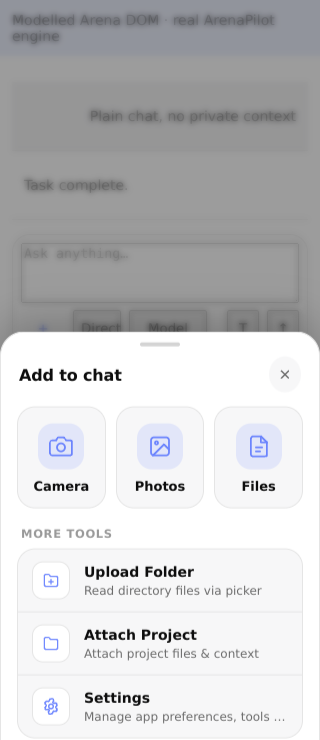 Modelled Arena DOM · real ArenaPilot
engine
Plain chat, no private context
Task complete.
Ask anything…
Direct
Model
T
Add to chat
Camera
Photos
Files
MORE TOOLS
Upload Folder
Read directory files via picker
Attach Project
Attach project files & context
Settings
Manage app preferences, tools ...